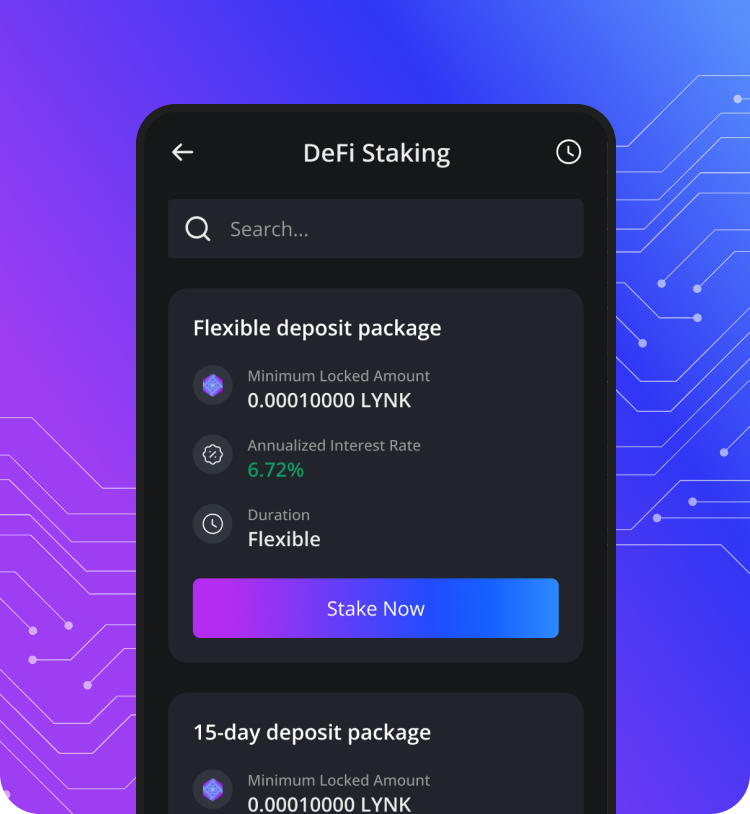 DeFi Staking
Search...
Flexible deposit package
Minimum Locked Amount
0.00010000 LYNK
Annualized Interest Rate
6.72%
Duration
Flexible
Stake Now
15-day deposit package
Minimum Locked Amount
0.00010000 LYNK